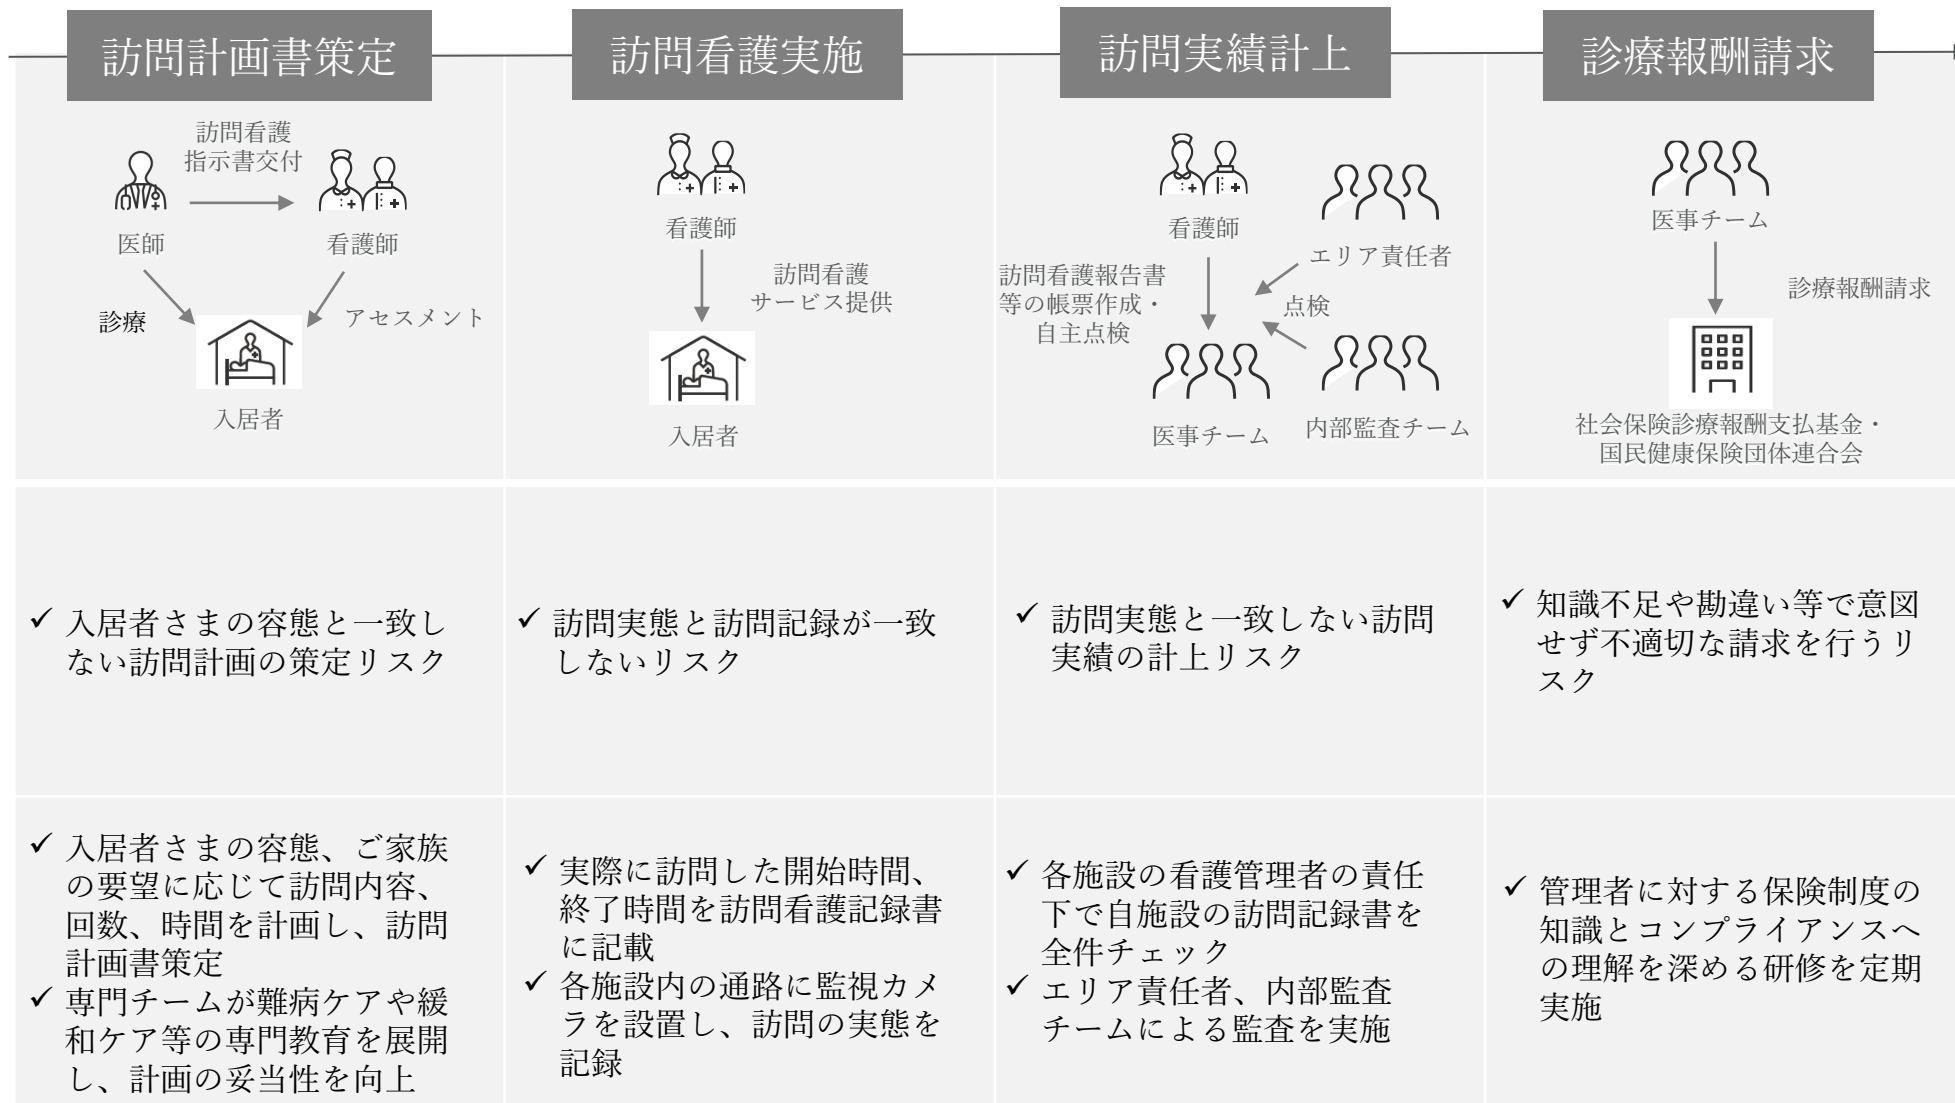 訪問計画書策定
訪問看護実施
訪問実績計上
診療報酬請求
訪問看護
指示書交付
医師
看護師
診療
アセスメント
入居者
看護師
訪問看護
サービス提供
入居者
看護師
エリア責任者
訪問看護報告書
等の帳票作成・
自主点検
点検
医事チーム
内部監査チーム
医事チーム
診療報酬請求
社会保険診療報酬支払基金・
国民健康保険団体連合会
✓ 入居者さまの容態と一致し
ない訪問計画の策定リスク
✓ 訪問実態と訪問記録が一致
しないリスク
✓ 訪問実態と一致しない訪問
実績の計上リスク
✓ 知識不足や勘違い等で意図
せず不適切な請求を行うリ
スク
✓ 入居者さまの容態、ご家族
の要望に応じて訪問内容、
回数、時間を計画し、訪問
計画書策定
✓ 専門チームが難病ケアや緩
和ケア等の専門教育を展開
し、計画の妥当性を向上
✓ 実際に訪問した開始時間、
終了時間を訪問看護記録書
に記載
✓ 各施設内の通路に監視カメ
ラを設置し、訪問の実態を
記録
✓ 各施設の看護管理者の責任
下で自施設の訪問記録書を
全件チェック
✓ エリア責任者、内部監査
チームによる監査を実施
✓ 管理者に対する保険制度の
知識とコンプライアンスへ
の理解を深める研修を定期
実施